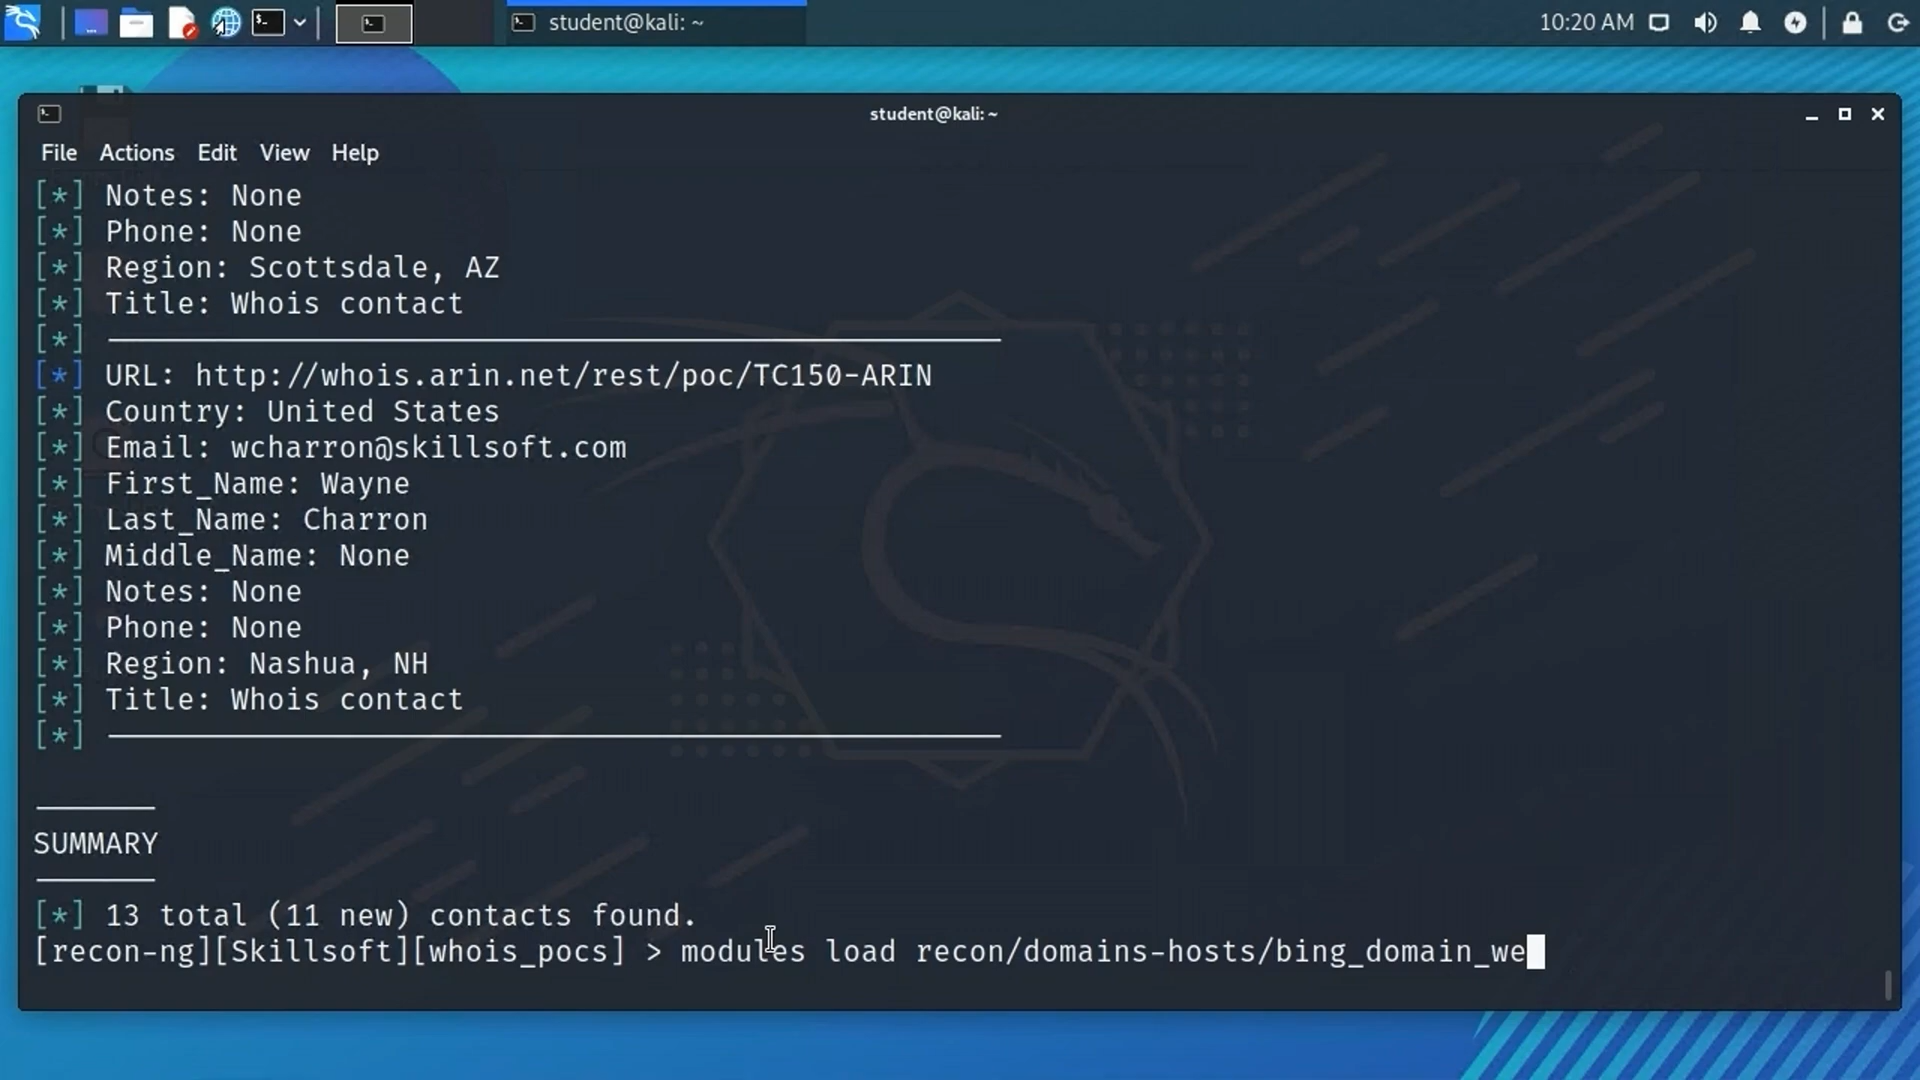 student@kali: ~
10:20 AM
student@kali: ~
File Actions Edit View Help
[*] Notes: None
[*] Phone: None
[*] Region: Scottsdale, AZ
[*] Title: Whois contact
[*]
[*] URL: http://whois.arin.net/rest/poc/TC150-ARIN
[*] Country: United States
[*] Email: wcharron@skillsoft.com
[*] First_Name: Wayne
[*] Last_Name: Charron
[*] Middle_Name: None
[*] Notes: None
[*] Phone: None
[*] Region: Nashua, NH
[*] Title: Whois contact
[*]
SUMMARY
[*] 13 total (11 new) contacts found.
[recon-ng][Skillsoft][whois_pocs] > modules load recon/domains-hosts/bing_domain_we